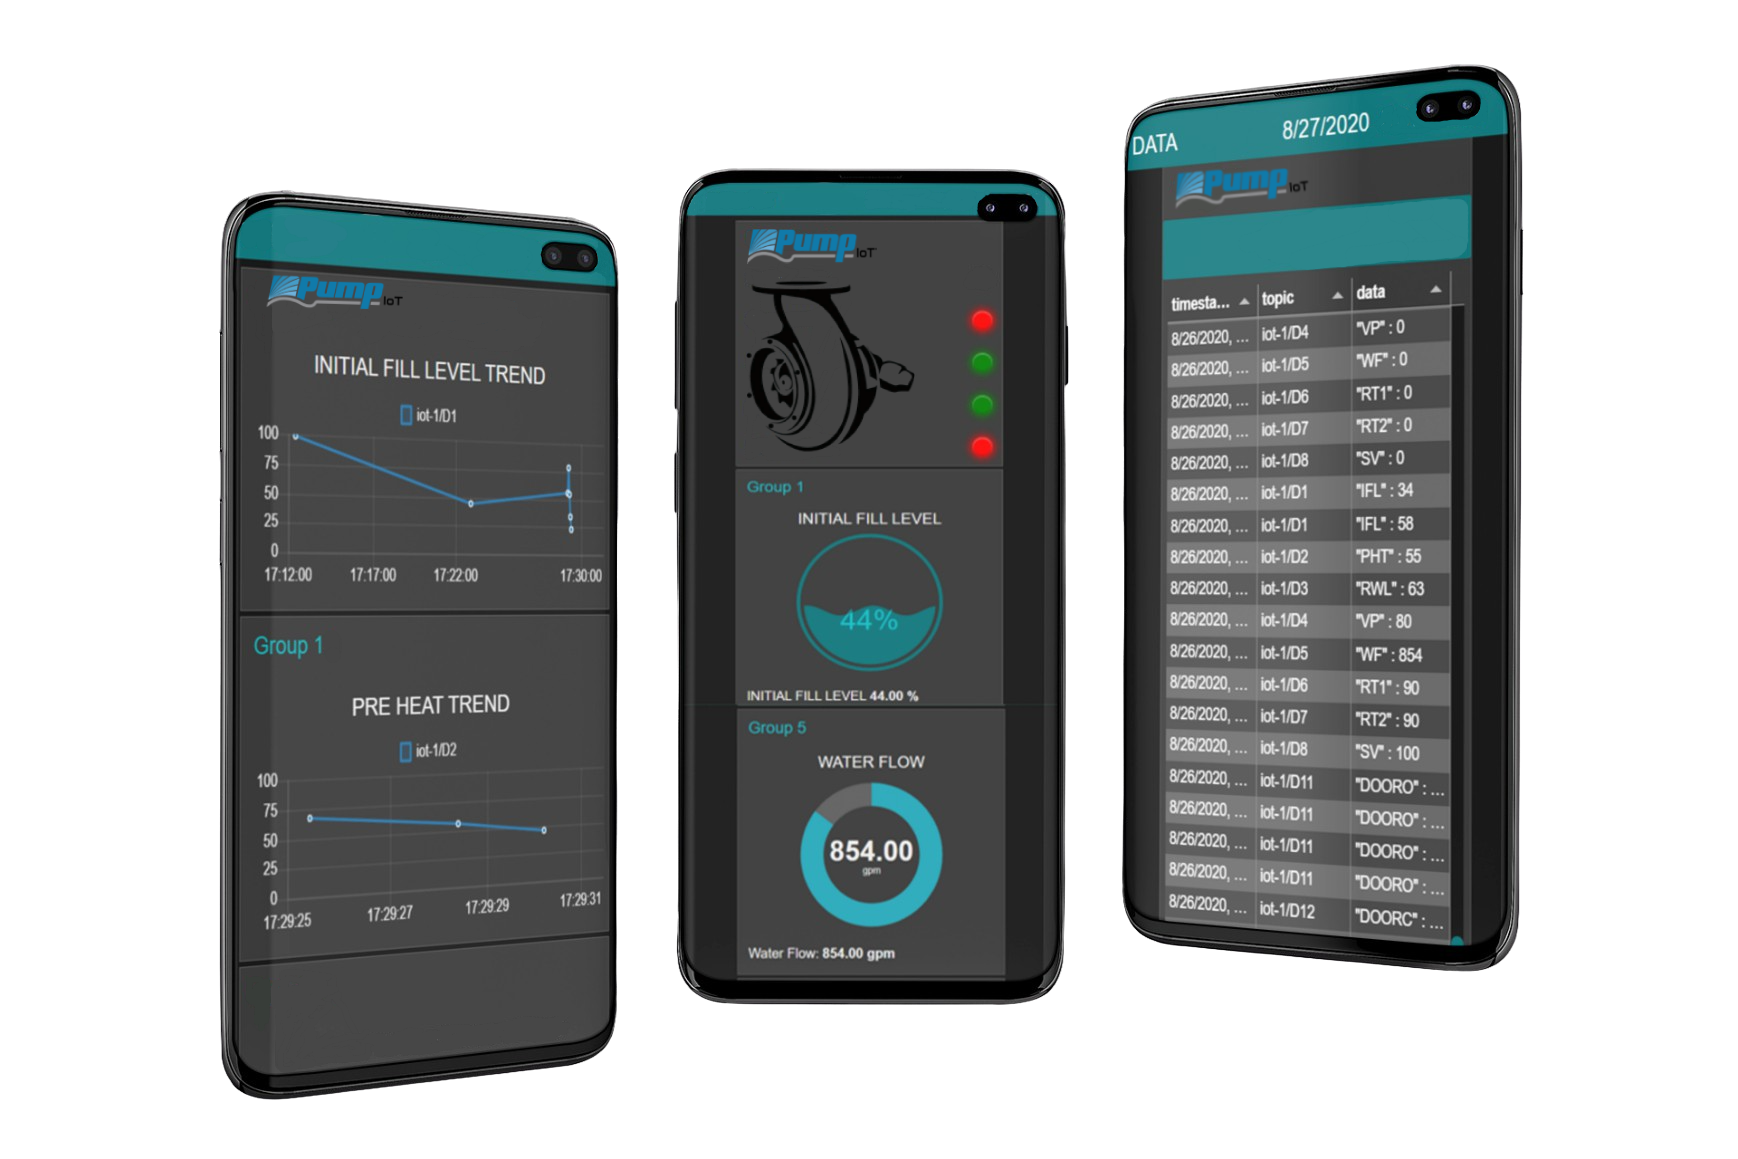 Pump IoT
INITIAL FILL LEVEL TREND
iot-1/D1
100
75
50
25
0
17:12:00 17:17:00 17:22:00 17:30:00
Group 1
PRE HEAT TREND
iot-1/D2
100
75
50
25
0
17:29:25 17:29:27 17:29:29 17:29:31
Pump IoT
Group 1
INITIAL FILL LEVEL
44%
INITIAL FILL LEVEL 44.00 %
Group 5
WATER FLOW
854.00
gpm
Water Flow: 854.00 gpm
DATA 8/27/2020
Pump IoT
timesta... topic data
8/26/2020, ... iot-1/D4 "VP" : 0
8/26/2020, ... iot-1/D5 "WF" : 0
8/26/2020, ... iot-1/D6 "RT1" : 0
8/26/2020, ... iot-1/D7 "RT2" : 0
8/26/2020, ... iot-1/D8 "SV" : 0
8/26/2020, ... iot-1/D1 "IFL" : 34
8/26/2020, ... iot-1/D1 "IFL" : 58
8/26/2020, ... iot-1/D2 "PHT" : 55
8/26/2020, ... iot-1/D3 "RWL" : 63
8/26/2020, ... iot-1/D4 "VP" : 80
8/26/2020, ... iot-1/D5 "WF" : 854
8/26/2020, ... iot-1/D6 "RT1" : 90
8/26/2020, ... iot-1/D7 "RT2" : 90
8/26/2020, ... iot-1/D8 "SV" : 100
8/26/2020, ... iot-1/D11 "DOORO" : ...
8/26/2020, ... iot-1/D11 "DOORO" : ...
8/26/2020, ... iot-1/D11 "DOORO" : ...
8/26/2020, ... iot-1/D11 "DOORO" : ...
8/26/2020, ... iot-1/D12 "DOORC" : ...